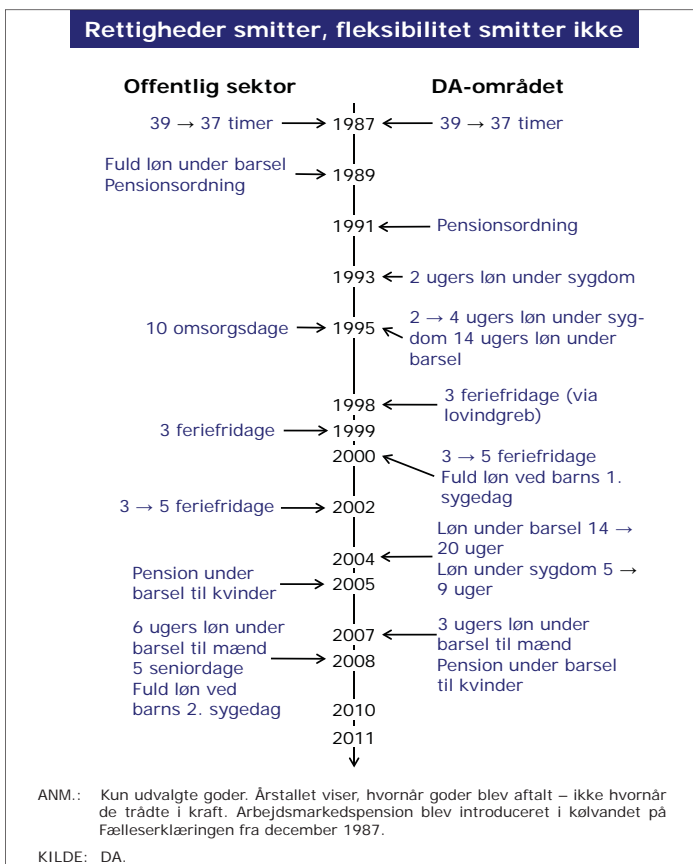 Rettigheder smitter, fleksibilitet smitter ikke
Offentlig sektor
DA-området
39 → 37 timer
1987
39 → 37 timer
Fuld løn under barsel
Pensionsordning
1989
1991
Pensionsordning
1993
2 ugers løn under sygdom
10 omsorgsdage
1995
2 → 4 ugers løn under syg-
dom 14 ugers løn under
barsel
1998
3 feriefridage (via
lovindgreb)
3 feriefridage
1999
2000
3 → 5 feriefridage
Fuld løn ved barns 1.
sygedag
3 → 5 feriefridage
2002
2004
Løn under barsel 14 →
20 uger
Løn under sygdom 5 →
9 uger
Pension under
barsel til kvinder
2005
2007
3 ugers løn under
barsel til mænd
Pension under barsel
til kvinder
6 ugers løn under
barsel til mænd
5 seniordage
Fuld løn ved
barns 2. sygedag
2008
2010
2011
ANM.: Kun udvalgte goder. Årstallet viser, hvornår goder blev aftalt – ikke hvornår
de trådte i kraft. Arbejdsmarkedspension blev introduceret i kølvandet på
Fælleserklæringen fra december 1987.
KILDE: DA.